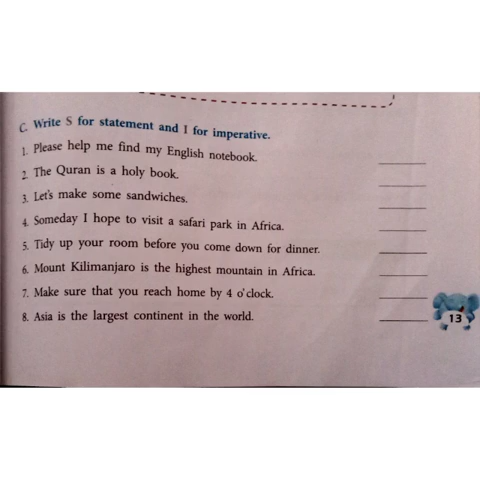 C. Write S for statement and I for imperative.
1. Please help me find my English notebook.
2. The Quran is a holy book.
3. Let's make some sandwiches.
4. Someday I hope to visit a safari park in Africa.
5. Tidy up your room before you come down for dinner.
6. Mount Kilimanjaro is the highest mountain in Africa.
7. Make sure that you reach home by 4 o'clock.
8. Asia is the largest continent in the world.
13